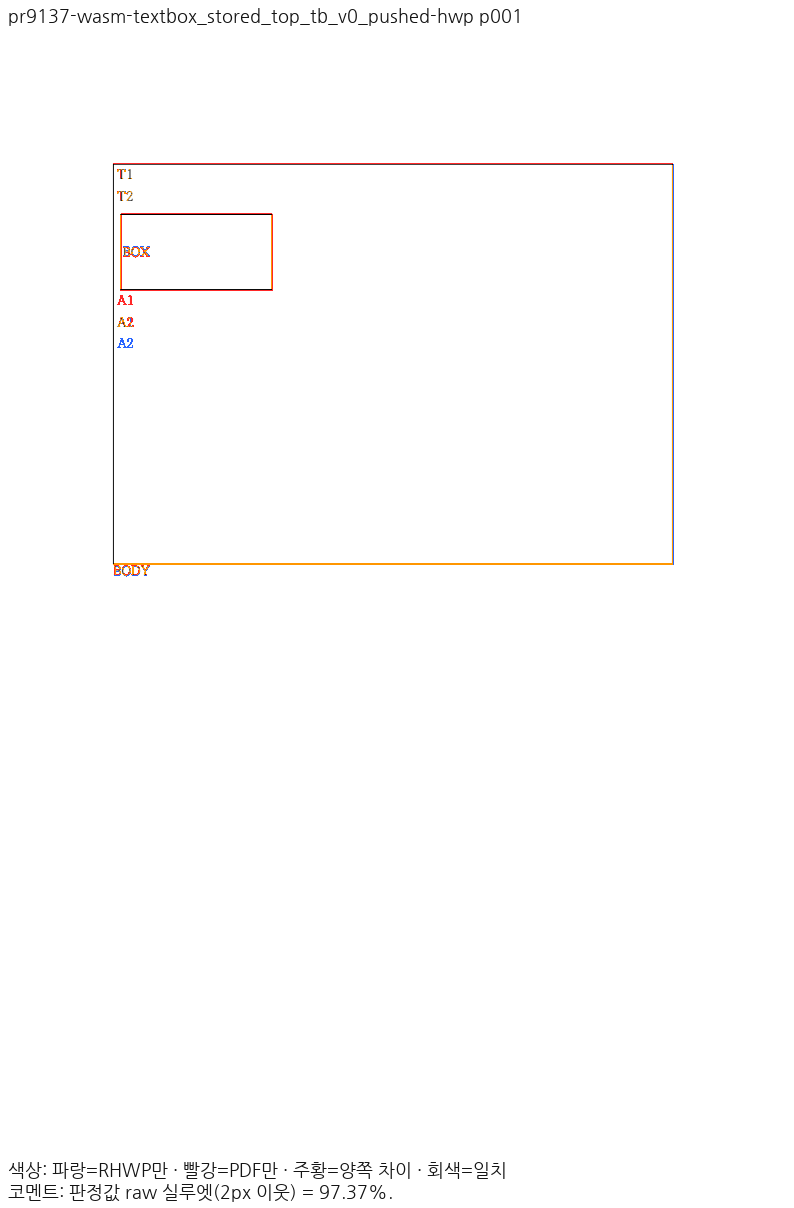 pr9137-wasm-textbox_stored_top_tb_v0_pushed-hwp p001
T1
T2
BOX
A1
A2
A2
BODY
색상: 파랑=RHWP만 · 빨강=PDF만 · 주황=양쪽 차이 · 회색=일치
코멘트: 판정값 raw 실루엣(2px 이웃) = 97.37%.